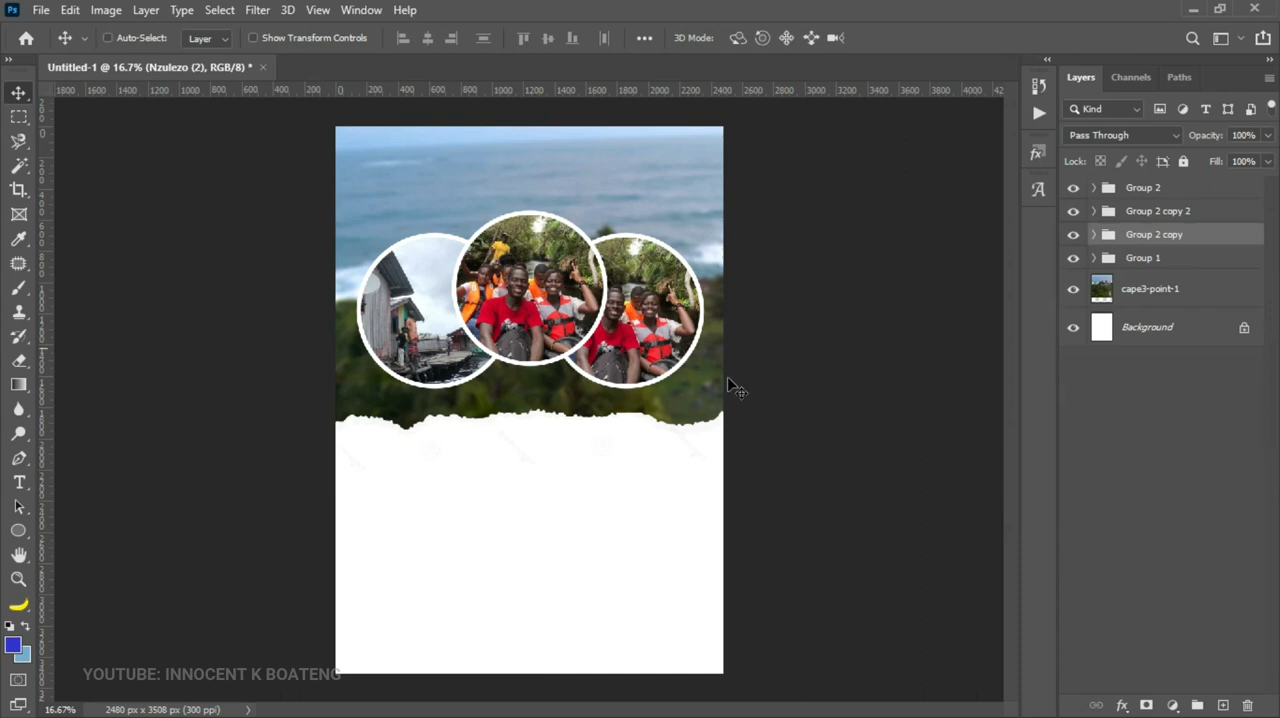 Ps File Edit Image Layer Type Select Filter 3D View Window Help
Auto-Select: Layer Show Transform Controls 3D Mode:
Untitled-1 @ 16.7% (Nzulezo (2), RGB/8) *
1800 1600 1400 1200 1000 800 600 400 200 0 200 400 600 800 1000 1200 1400 1600 1800 2000 2200 2400 2600 2800 3000 3200 3400 3600 3800 4000 42
Layers Channels Paths
Kind
Pass Through Opacity: 100%
Lock: Fill: 100%
Group 2
Group 2 copy 2
Group 2 copy
Group 1
cape3-point-1
Background
YOUTUBE: INNOCENT K BOATENG
16.67% 2480 px x 3508 px (300 ppi)